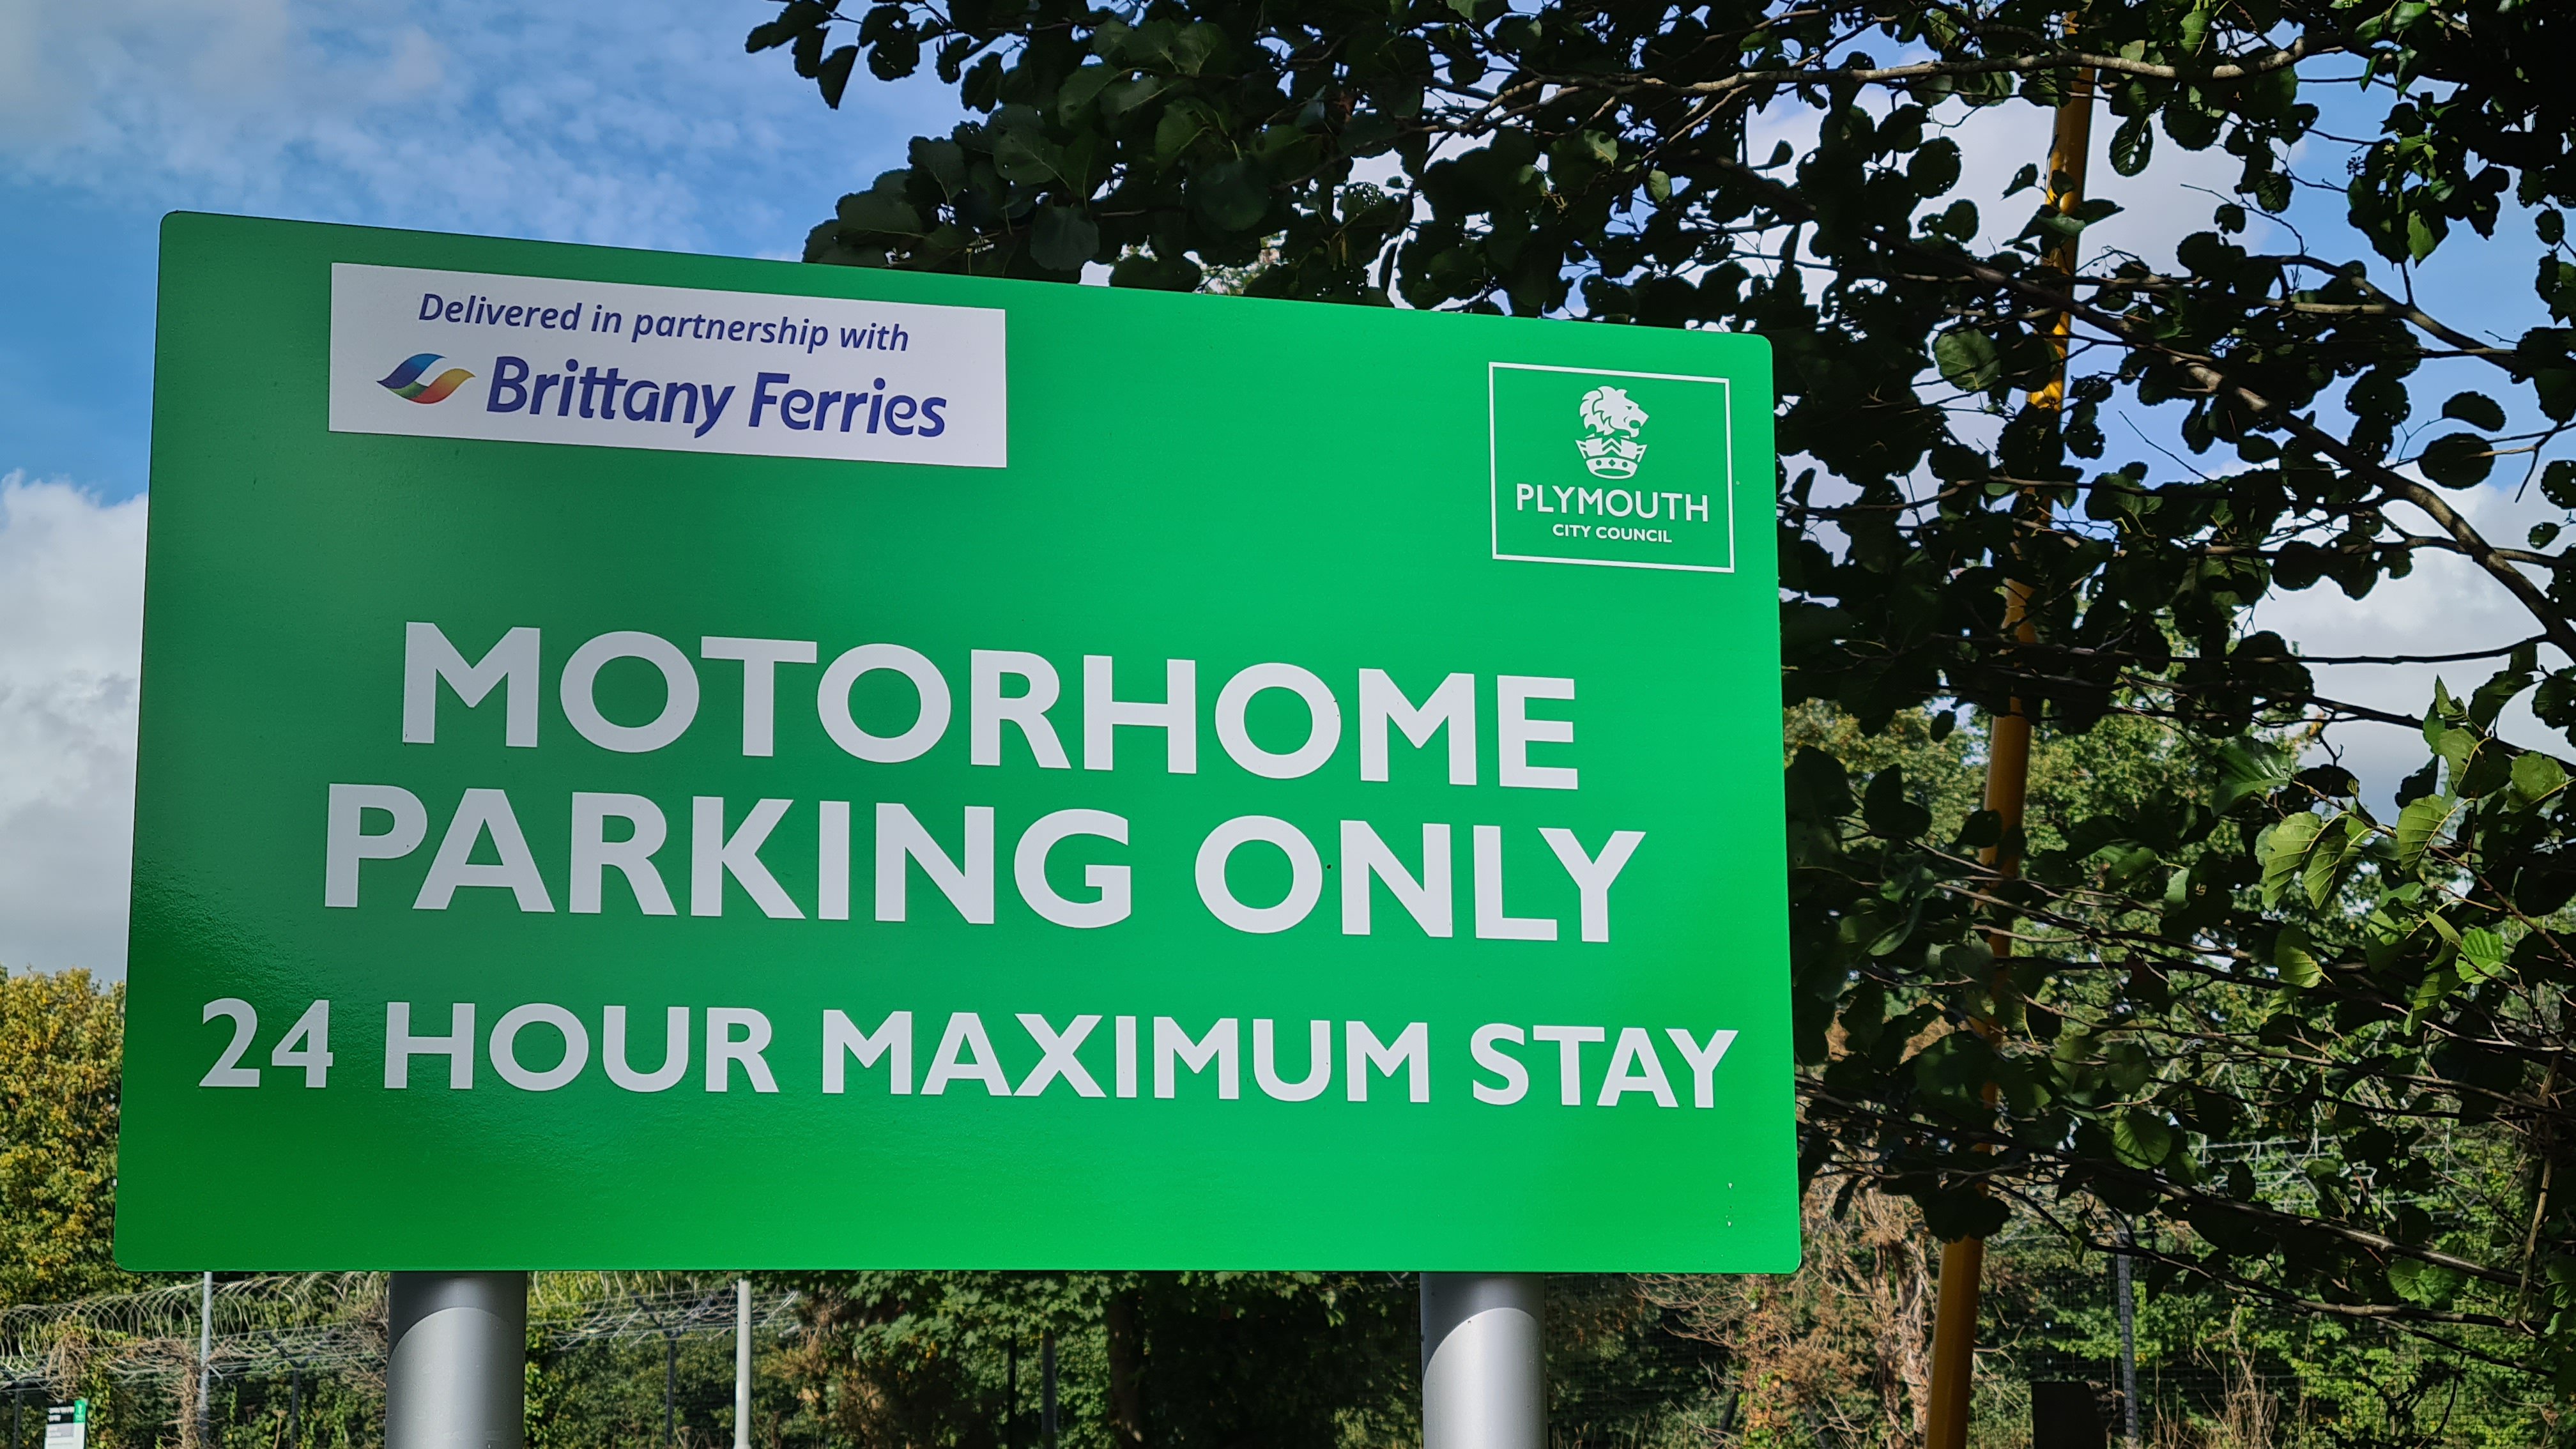 Delivered in partnership with
Brittany Ferries
PLYMOUTH
CITY COUNCIL
MOTORHOME
PARKING ONLY
24 HOUR MAXIMUM STAY